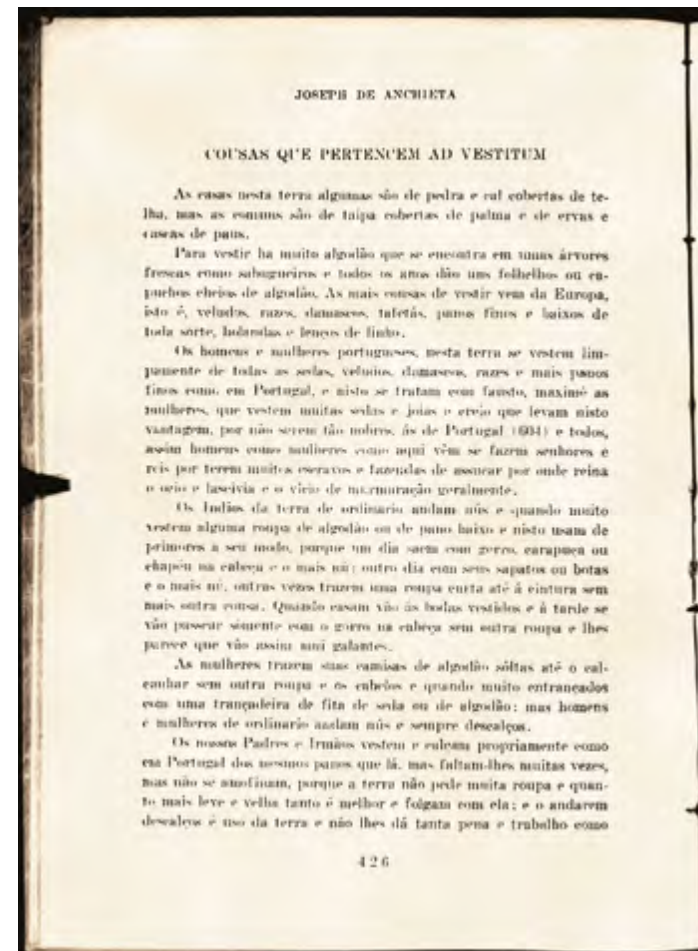 JOSEPH DE ANCHIETA
COUSAS QUE PERTENCEM AD VESTITUM
As casas nesta terra algumas são de pedra e cal cobertas de te-
lha, mas as comuns são de taipa cobertas de palma e de ervas e
cascas de paus.
Para vestir ha muito algodão que se encontra em umas árvores
frescas como sabugueiros e todos os anos dão uns folhelhos ou ca-
puchos cheios de algodão. As mais cousas de vestir vem da Europa,
isto é, veludos, razes, damascos, tafetás, panos finos e baixos de
toda sorte, holandas e lenços de linho.
Os homens e mulheres portugueses, nesta terra se vestem lim-
pamente de todas as sedas, veludos, damascos, razes e mais panos
finos como em Portugal, e nisto se tratam com fausto, maximé as
mulheres, que vestem muitas sedas e joias e creio que levam nisto
vantagem, por não serem tão nobres, ás de Portugal (604) e todos,
assim homens como mulheres como aqui vêm se fazem senhores e
reis por terem muitos escravos e fazendas de assucar por onde reina
o ocio e lascivia e o vicio de murmuração geralmente.
Os Indios da terra de ordinario andam nús e quando muito
vestem alguma roupa de algodão ou de pano baixo e nisto usam de
primores a seu modo, porque um dia saem com gorro, carapuça ou
chapéu na cabeça e o mais nú; outro dia com seus sapatos ou botas
e o mais nú, outras vezes trazem uma roupa curta até á cintura sem
mais outra cousa. Quando casam vão ás bodas vestidos e á tarde se
vão passear sómente com o gorro na cabeça sem outra roupa e lhes
parece que vão assim mui galantes.
As mulheres trazem suas camisas de algodão sôltas até o cal-
canhar sem outra roupa e os cabelos e quando muito entrançados
com uma trançadeira de fita de seda ou de algodão; mas homens
e mulheres de ordinario andam nús e sempre descalços.
Os nossos Padres e Irmãos vestem e calçam propriamente como
em Portugal dos mesmos panos que lá, mas faltam-lhes muitas vezes,
mas não se amofinam, porque a terra não pede muita roupa e quan-
to mais leve e velha tanto é melhor e folgam com ela; e o andarem
descalços é uso da terra e não lhes dá tanta pena e trabalho como
426